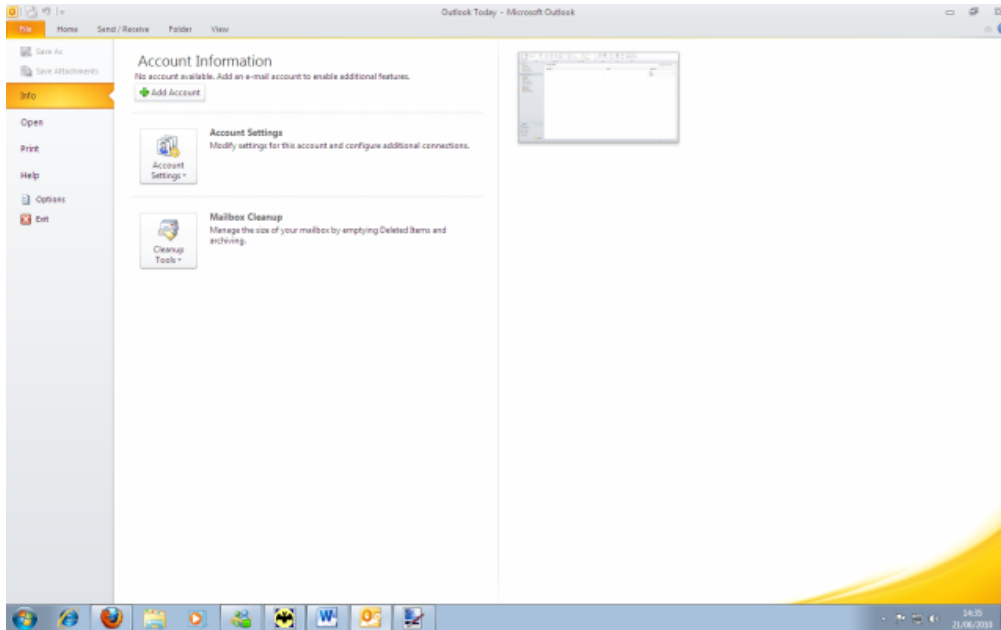 Outlook Today - Microsoft Outlook
File Home Send / Receive Folder View
Save As
Save Attachments
Info
Open
Print
Help
Options
Exit
Account Information
No account available. Add an e-mail account to enable additional features.
Add Account
Account Settings
Account Settings
Modify settings for this account and configure additional connections.
Cleanup Tools
Mailbox Cleanup
Manage the size of your mailbox by emptying Deleted Items and
archiving.
14:35
21/06/2010